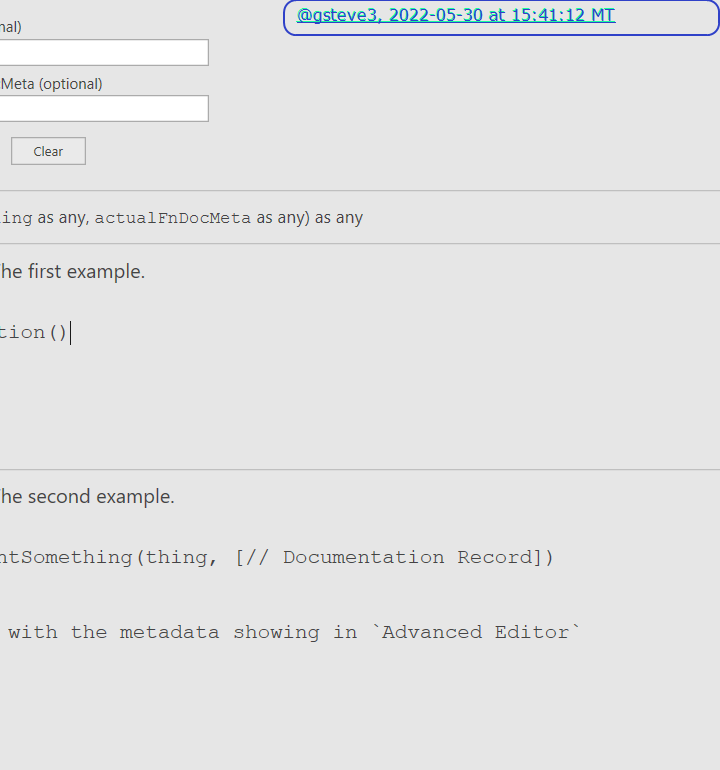 @gsteve3, 2022-05-30 at 15:41:12 MT
nal)
Meta (optional)
Clear
ing as any, actualFnDocMeta as any) as any
he first example.
tion()
he second example.
ntSomething(thing, [// Documentation Record])
with the metadata showing in `Advanced Editor`